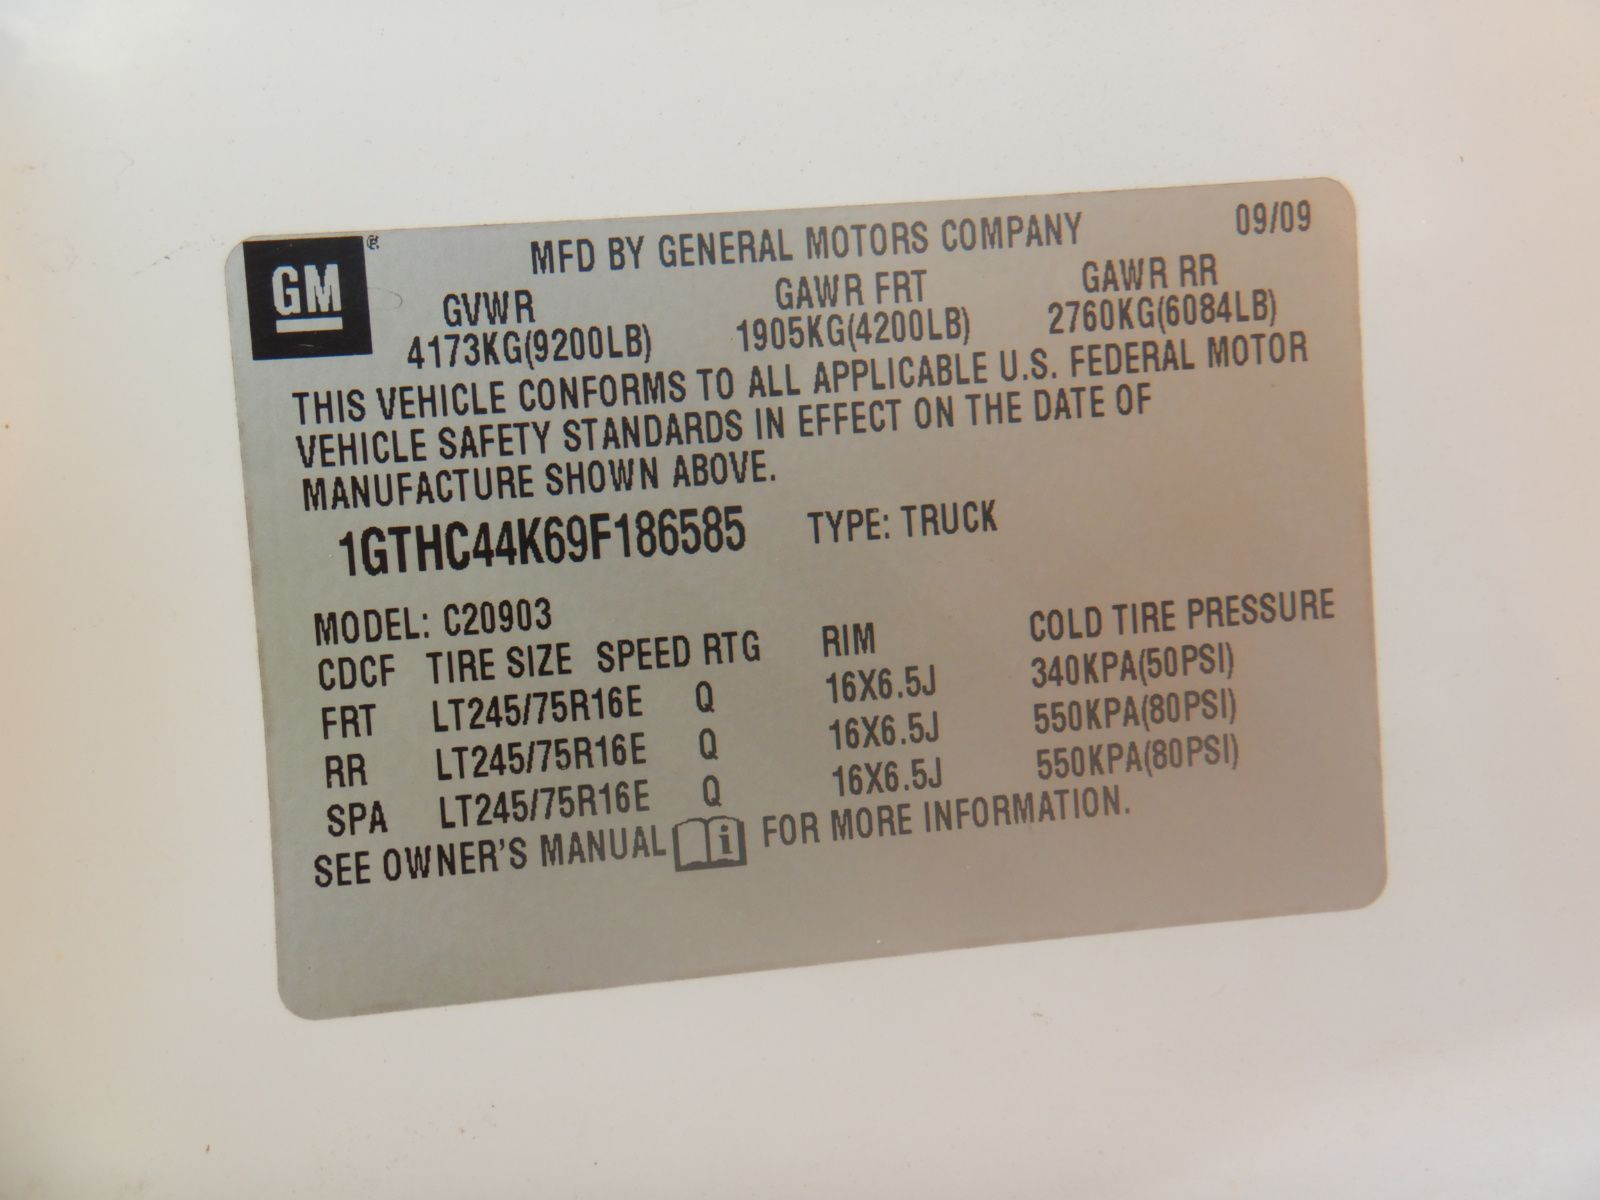 GM ® MFD BY GENERAL MOTORS COMPANY 09/09
GVWR GAWR FRT GAWR RR
4173KG(9200LB) 1905KG(4200LB) 2760KG(6084LB)
THIS VEHICLE CONFORMS TO ALL APPLICABLE U.S. FEDERAL MOTOR
VEHICLE SAFETY STANDARDS IN EFFECT ON THE DATE OF
MANUFACTURE SHOWN ABOVE.
1GTHC44K69F186585 TYPE: TRUCK
MODEL: C20903
CDCF TIRE SIZE SPEED RTG RIM COLD TIRE PRESSURE
FRT LT245/75R16E Q 16X6.5J 340KPA(50PSI)
RR LT245/75R16E Q 16X6.5J 550KPA(80PSI)
SPA LT245/75R16E Q 16X6.5J 550KPA(80PSI)
SEE OWNER'S MANUAL i FOR MORE INFORMATION.